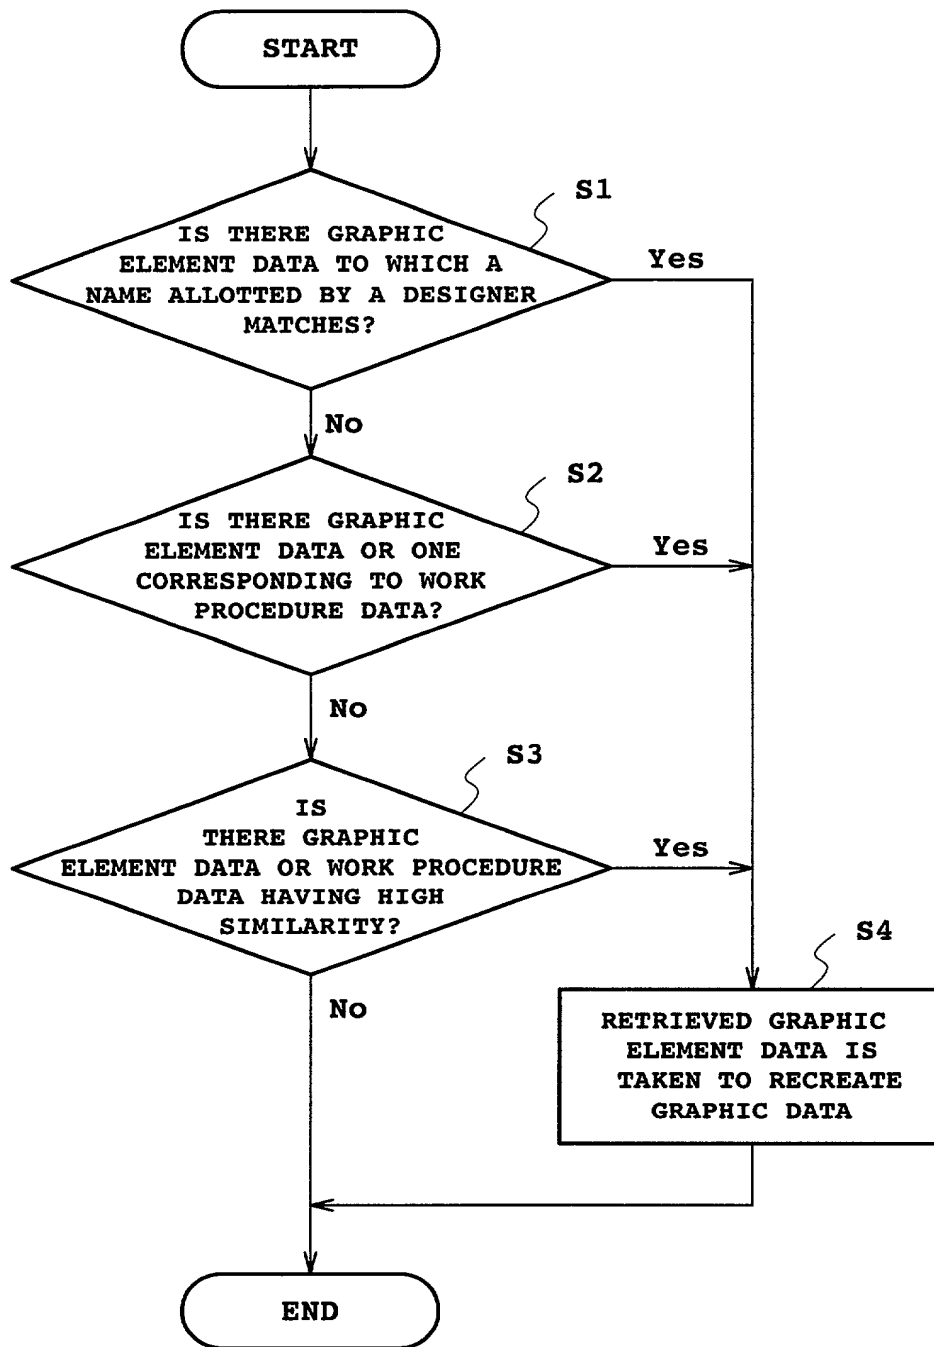 START
S1
IS THERE GRAPHIC
ELEMENT DATA TO WHICH A
NAME ALLOTTED BY A DESIGNER
MATCHES?
Yes
No
S2
IS THERE GRAPHIC
ELEMENT DATA OR ONE
CORRESPONDING TO WORK
PROCEDURE DATA?
Yes
No
S3
IS
THERE GRAPHIC
ELEMENT DATA OR WORK PROCEDURE
DATA HAVING HIGH
SIMILARITY?
Yes
No
S4
RETRIEVED GRAPHIC
ELEMENT DATA IS
TAKEN TO RECREATE
GRAPHIC DATA
END